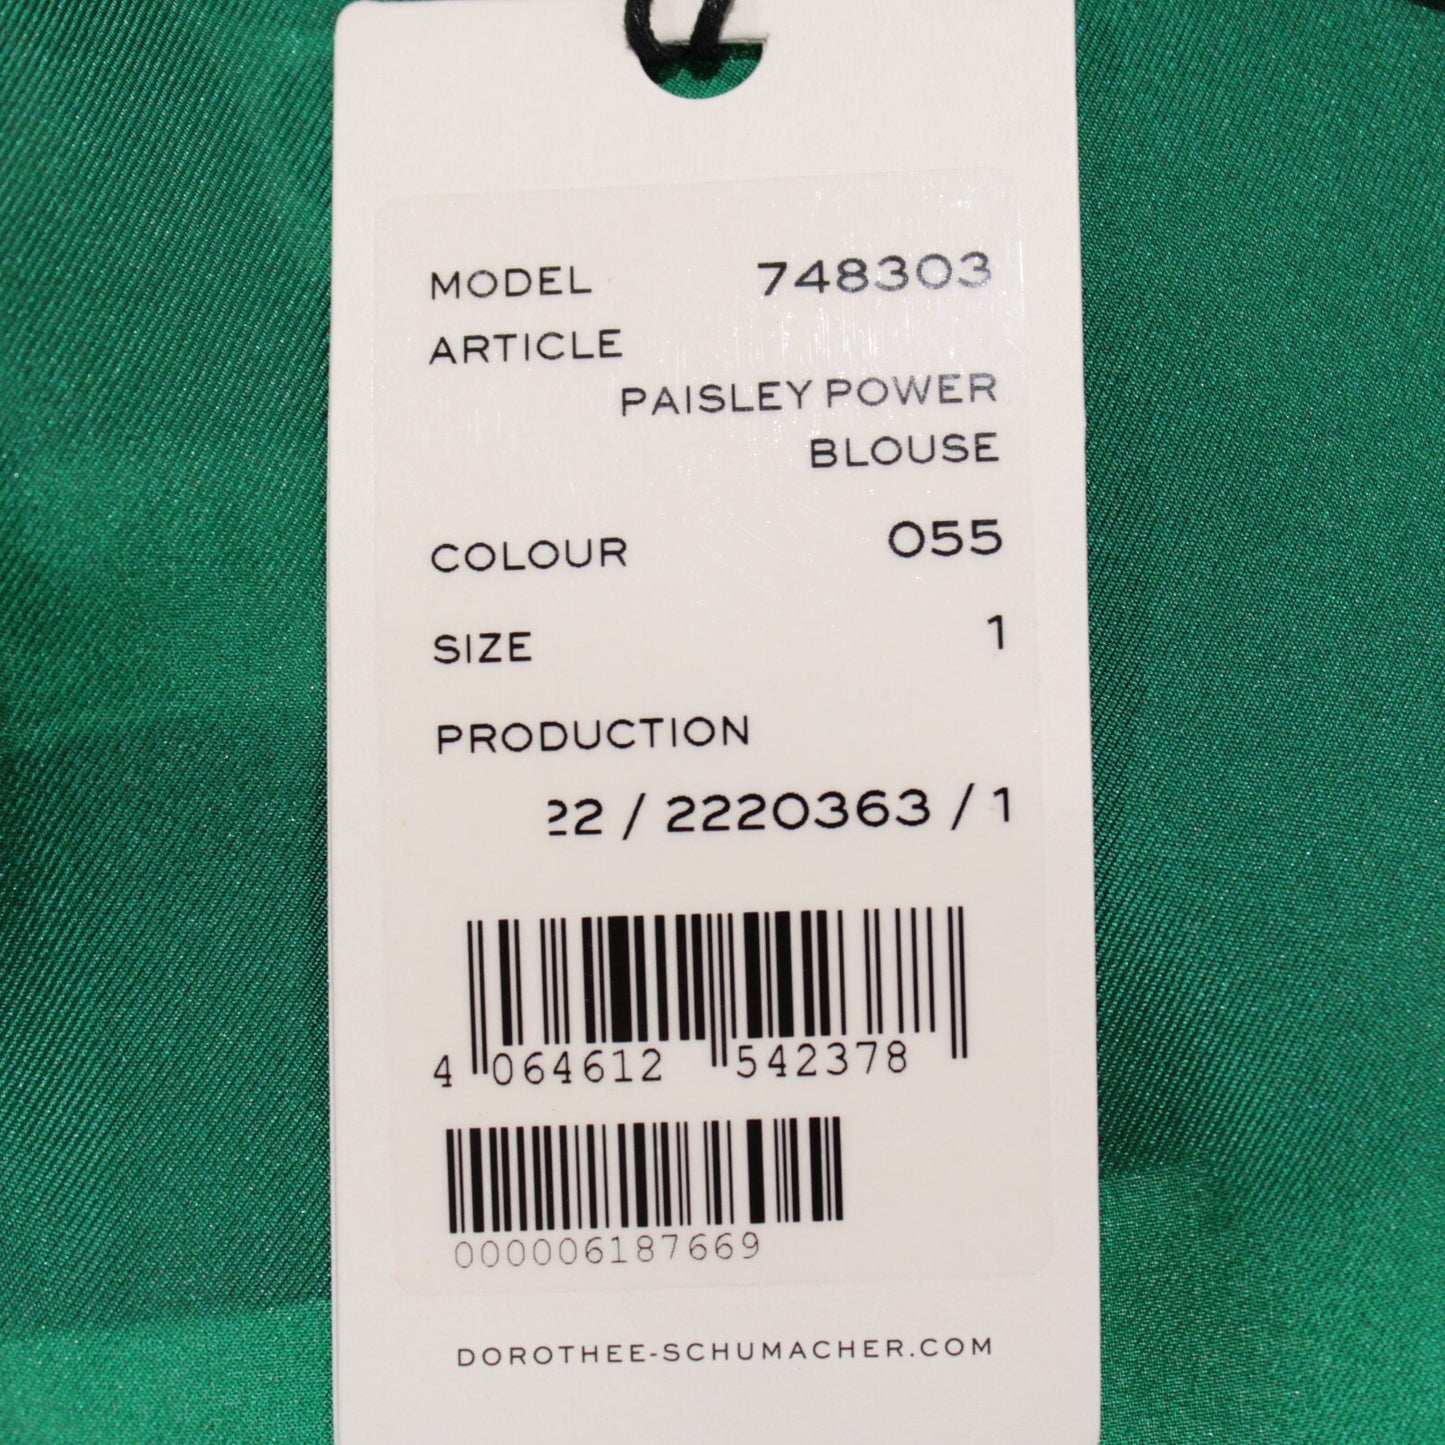 MODEL 748303
ARTICLE
PAISLEY POWER
BLOUSE
COLOUR 055
SIZE 1
PRODUCTION
22 / 2220363 / 1
4 064612 542378
000006187669
DOROTHEE-SCHUMACHER.COM